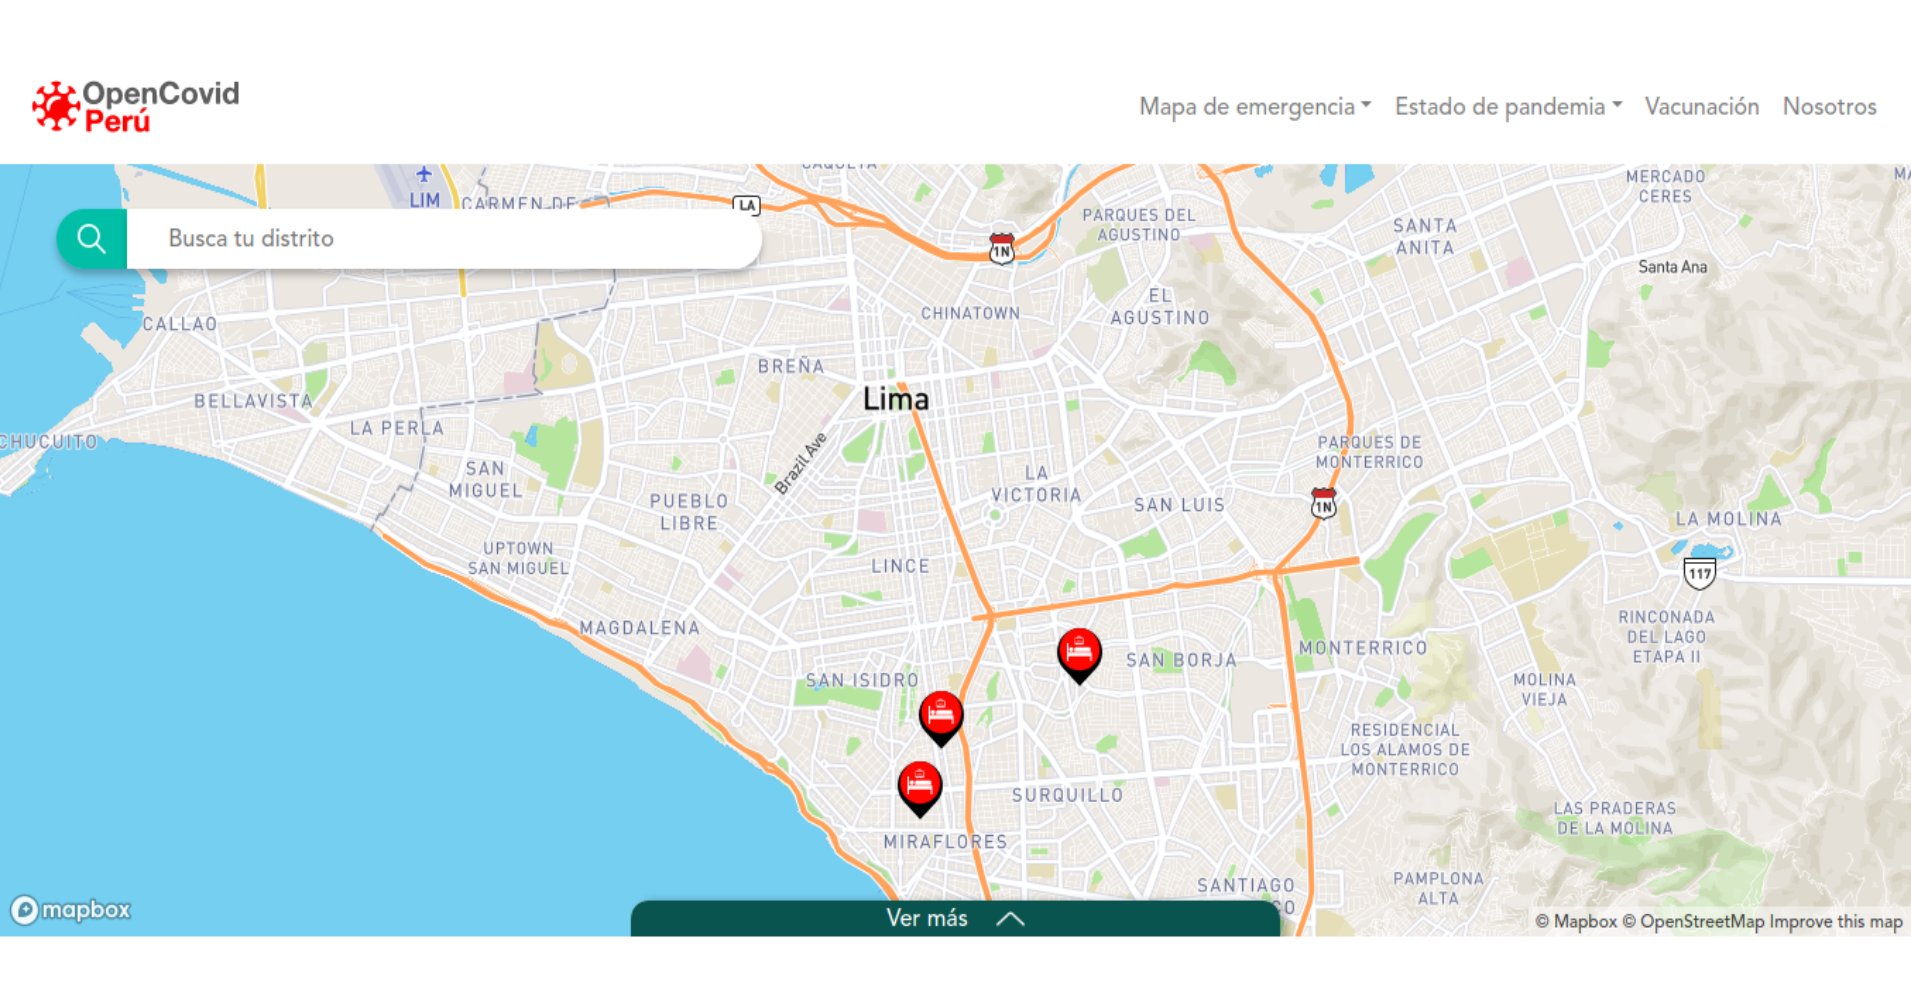 OpenCovid
Perú
Mapa de emergencia
Estado de pandemia
Vacunación
Nosotros
LIM
CARMEN DE
LA
Busca tu distrito
1N
PARQUES DEL
AGUSTINO
SANTA
ANITA
MERCADO
CERES
Santa Ana
CALLAO
CHINATOWN
EL
AGUSTINO
BREÑA
Lima
BELLAVISTA
LA PERLA
CHUCUITO
Brazil Ave
SAN
MIGUEL
PUEBLO
LIBRE
LA
VICTORIA
SAN LUIS
PARQUES DE
MONTERRICO
1N
LA MOLINA
117
UPTOWN
SAN MIGUEL
LINCE
MAGDALENA
RINCONADA
DEL LAGO
ETAPA II
SAN ISIDRO
SAN BORJA
MONTERRICO
MOLINA
VIEJA
RESIDENCIAL
LOS ALAMOS DE
MONTERRICO
SURQUILLO
LAS PRADERAS
DE LA MOLINA
MIRAFLORES
SANTIAGO
CO
PAMPLONA
ALTA
mapbox
Ver más
© Mapbox © OpenStreetMap Improve this map